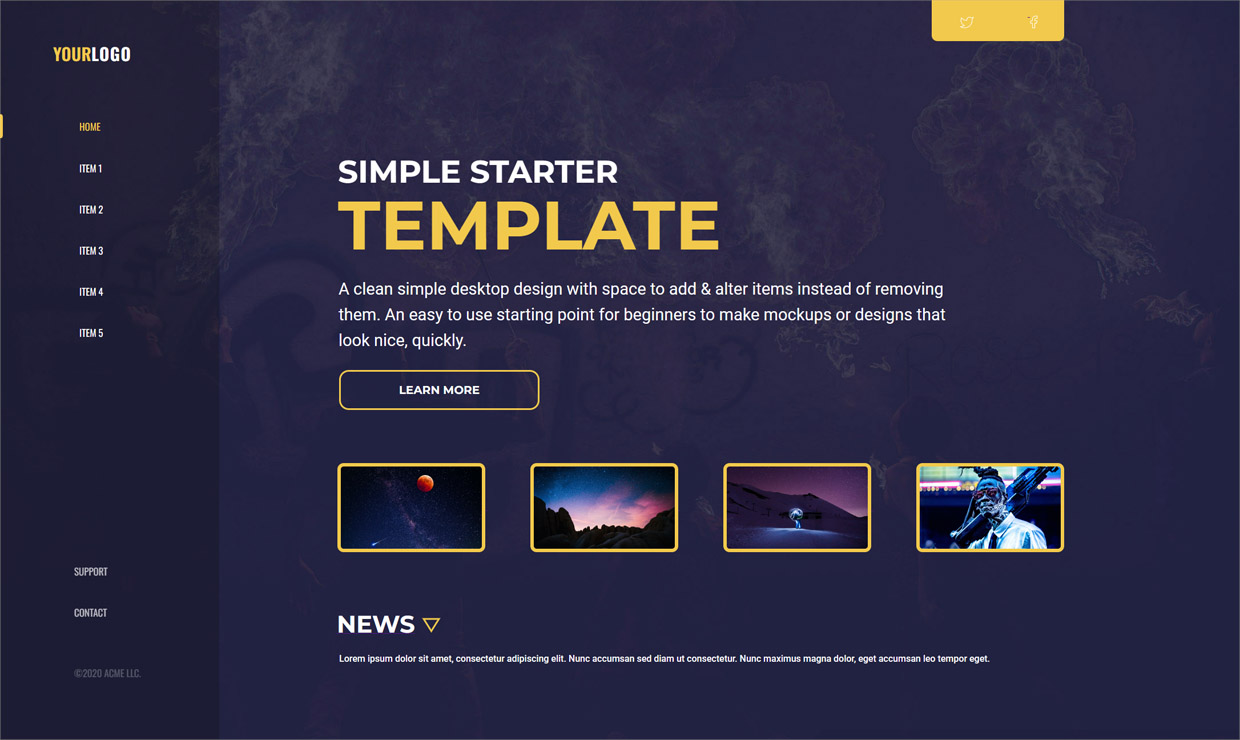 YOURLOGO
HOME
ITEM 1
ITEM 2
ITEM 3
ITEM 4
ITEM 5
SUPPORT
CONTACT
©2020 ACME LLC.
SIMPLE STARTER
TEMPLATE
A clean simple desktop design with space to add & alter items instead of removing
them. An easy to use starting point for beginners to make mockups or designs that
look nice, quickly.
LEARN MORE
NEWS
Lorem ipsum dolor sit amet, consectetur adipiscing elit. Nunc accumsan sed diam ut consectetur. Nunc maximus magna dolor, eget accumsan leo tempor eget.